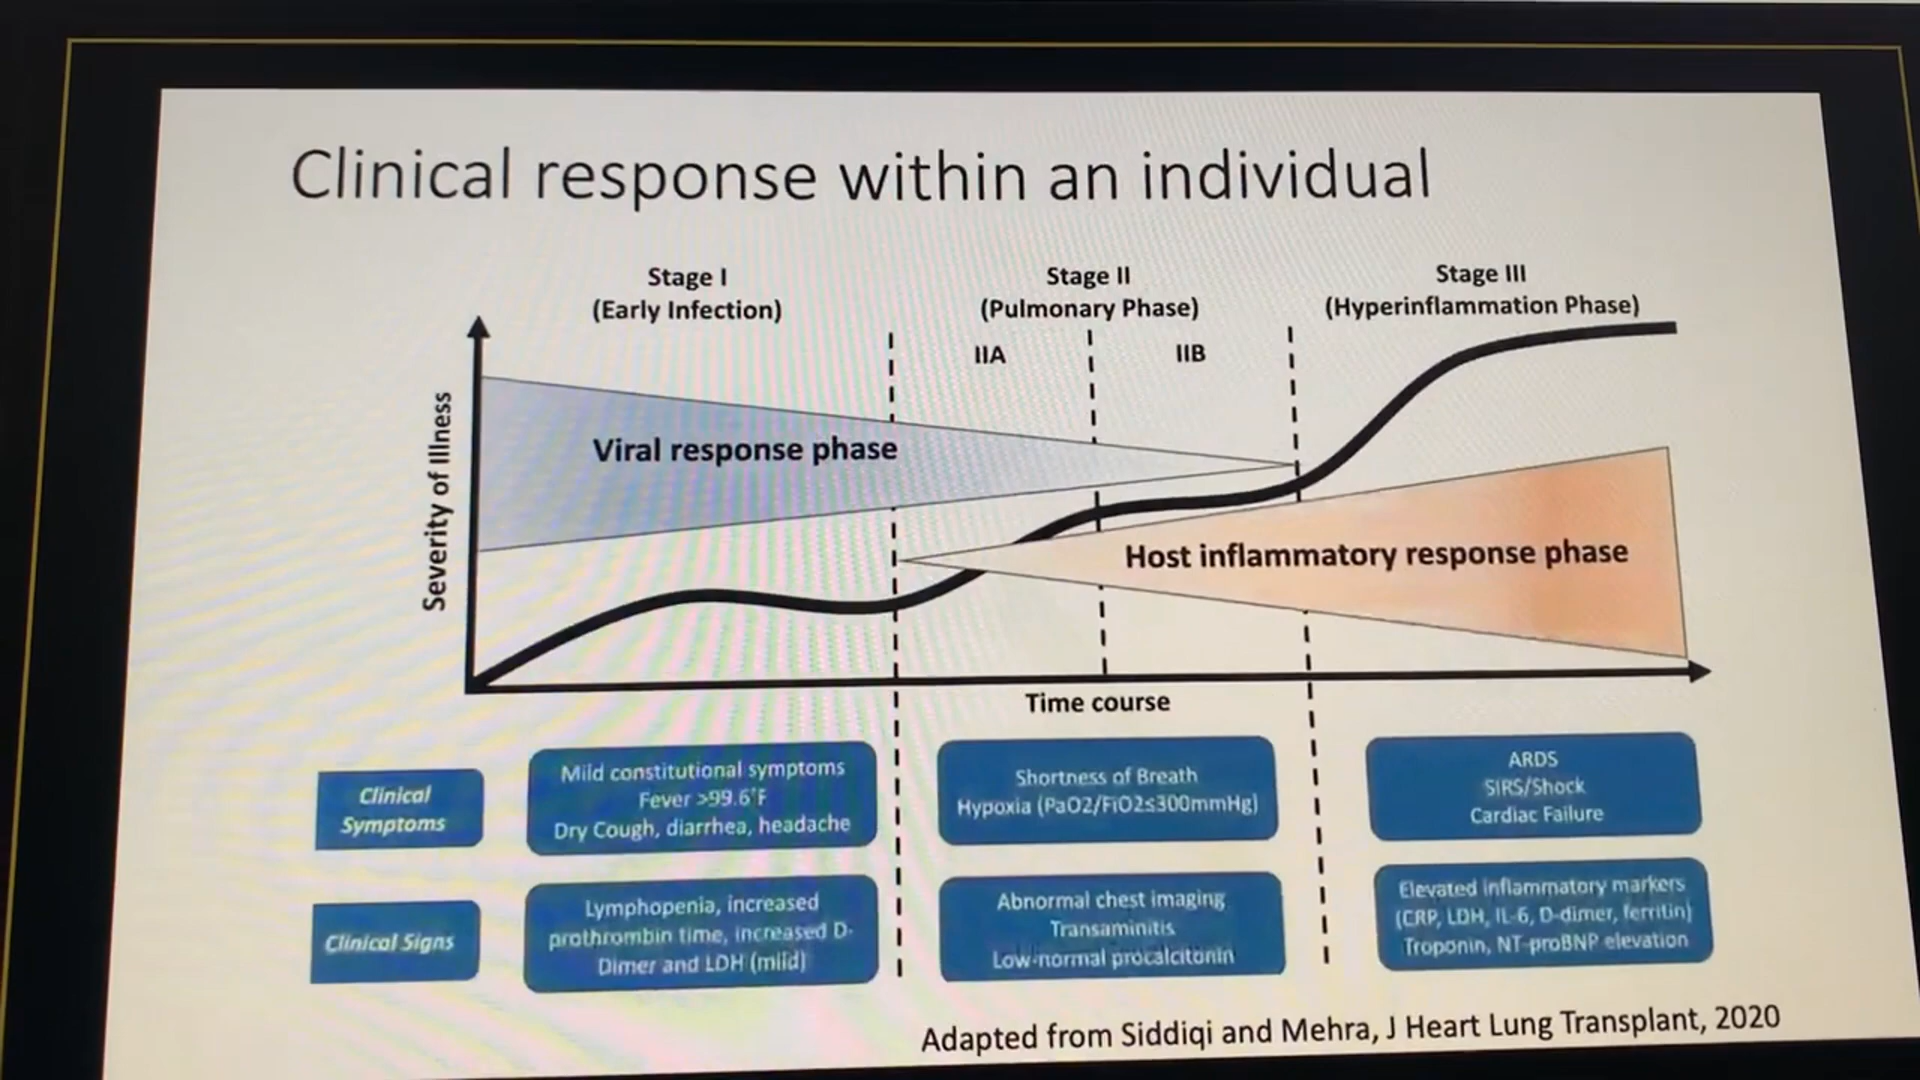 Clinical response within an individual
Stage I
(Early Infection)
Stage II
(Pulmonary Phase)
Stage III
(Hyperinflammation Phase)
IIA
IIB
Severity of Illness
Viral response phase
Host inflammatory response phase
Time course
Clinical
Symptoms
Mild constitutional symptoms
Fever >99.6°F
Dry Cough, diarrhea, headache
Shortness of Breath
Hypoxia (PaO2/FiO2≤300mmHg)
ARDS
SIRS/Shock
Cardiac Failure
Clinical Signs
Lymphopenia, increased
prothrombin time, increased D-
Dimer and LDH (mild)
Abnormal chest imaging
Transaminitis
Low-normal procalcitonin
Elevated inflammatory markers
(CRP, LDH, IL-6, D-dimer, ferritin)
Troponin, NT-proBNP elevation
Adapted from Siddiqi and Mehra, J Heart Lung Transplant, 2020